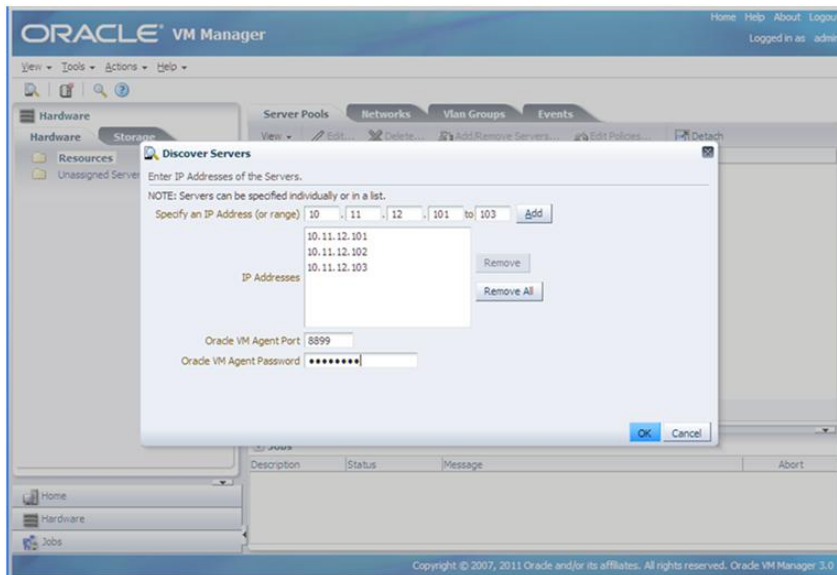 Home Help About Logou
ORACLE VM Manager
Logged in as admin
View Tools Actions Help
Hardware
Server Pools Networks Vlan Groups Events
Hardware Storage
View Edit... Delete... Add/Remove Servers... Edit Policies... Detach
Resources
Unassigned Server
Discover Servers
Enter IP Addresses of the Servers.
NOTE: Servers can be specified individually or in a list.
Specify an IP Address (or range) 10 . 11 . 12 . 101 to 103 Add
10.11.12.101
10.11.12.102
10.11.12.103
IP Addresses
Remove
Remove All
Oracle VM Agent Port 8899
Oracle VM Agent Password ●●●●●●●●
OK Cancel
Jobs
Description Status Message Abort
Home
Hardware
Jobs
Copyright © 2007, 2011 Oracle and/or its affiliates. All rights reserved. Oracle VM Manager 3.0